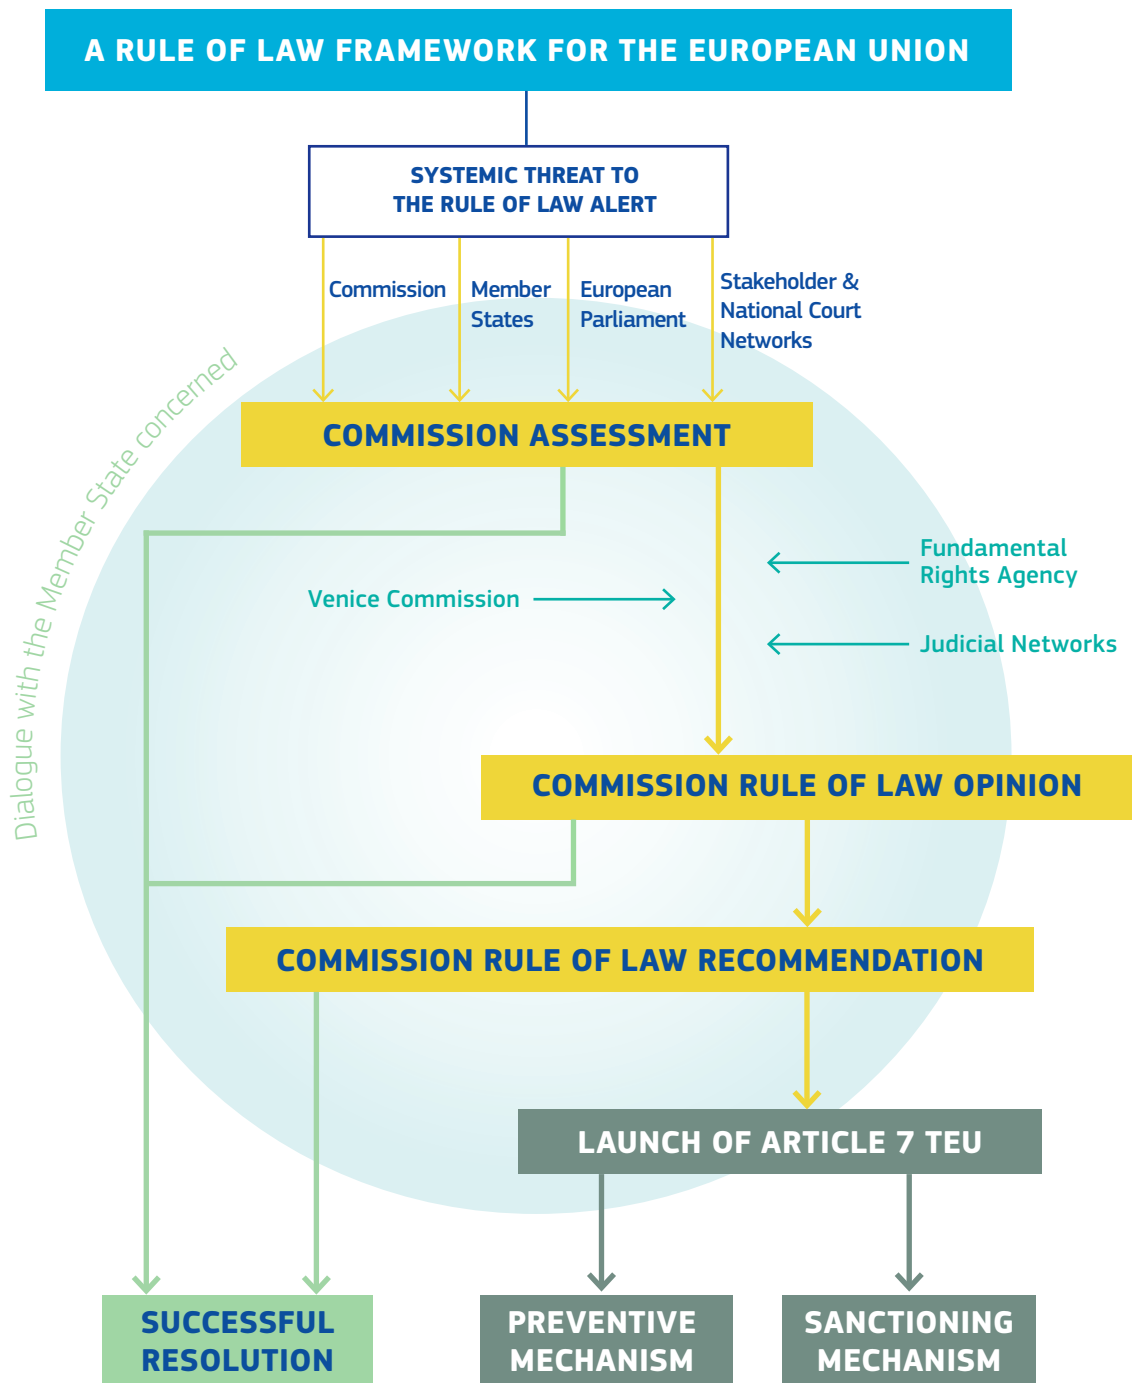 A RULE OF LAW FRAMEWORK FOR THE EUROPEAN UNION
SYSTEMIC THREAT TO
THE RULE OF LAW ALERT
Commission
Member
States
European
Parliament
Stakeholder &
National Court
Networks
Dialogue with the Member State concerned
COMMISSION ASSESSMENT
Fundamental
Rights Agency
Venice Commission
Judicial Networks
COMMISSION RULE OF LAW OPINION
COMMISSION RULE OF LAW RECOMMENDATION
LAUNCH OF ARTICLE 7 TEU
SUCCESSFUL
RESOLUTION
PREVENTIVE
MECHANISM
SANCTIONING
MECHANISM